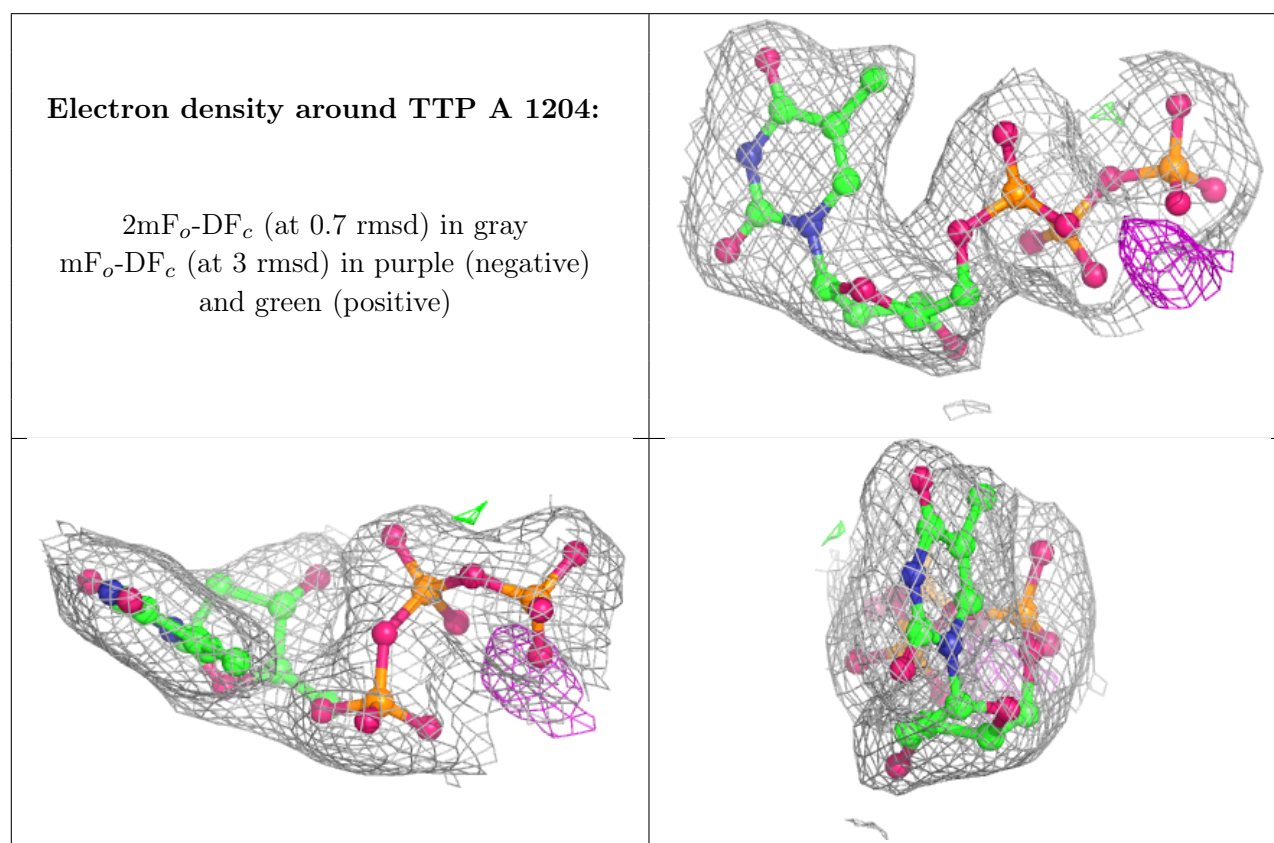 Electron density around TTP A 1204:
2mFo-DFc (at 0.7 rmsd) in gray
mFo-DFc (at 3 rmsd) in purple (negative)
and green (positive)